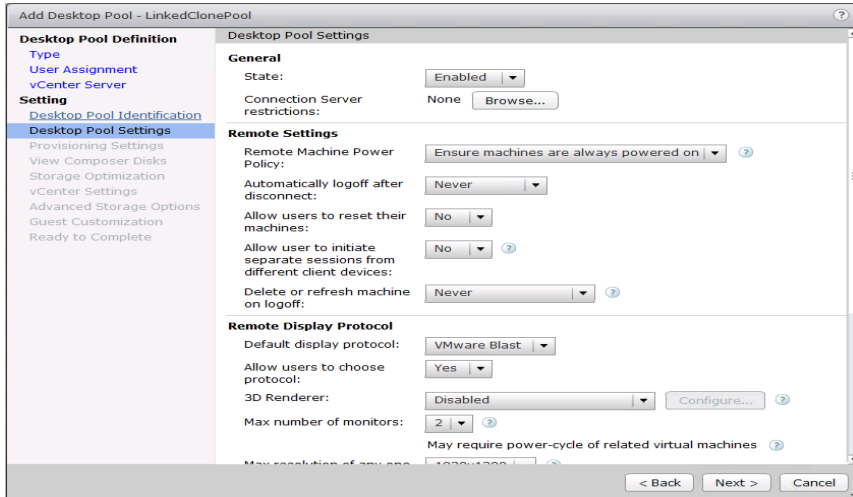 Add Desktop Pool - LinkedClonePool
?
Desktop Pool Definition
Type
User Assignment
vCenter Server
Setting
Desktop Pool Identification
Desktop Pool Settings
Provisioning Settings
View Composer Disks
Storage Optimization
vCenter Settings
Advanced Storage Options
Guest Customization
Ready to Complete
Desktop Pool Settings
General
State:
Enabled
Connection Server
restrictions:
None
Browse...
Remote Settings
Remote Machine Power
Policy:
Ensure machines are always powered on
?
Automatically logoff after
disconnect:
Never
Allow users to reset their
machines:
No
Allow user to initiate
separate sessions from
different client devices:
No
?
Delete or refresh machine
on logoff:
Never
?
Remote Display Protocol
Default display protocol:
VMware Blast
Allow users to choose
protocol:
Yes
3D Renderer:
Disabled
Configure...
?
Max number of monitors:
2
?
May require power-cycle of related virtual machines
?
Max resolution of any one
1920x1200
< Back
Next >
Cancel